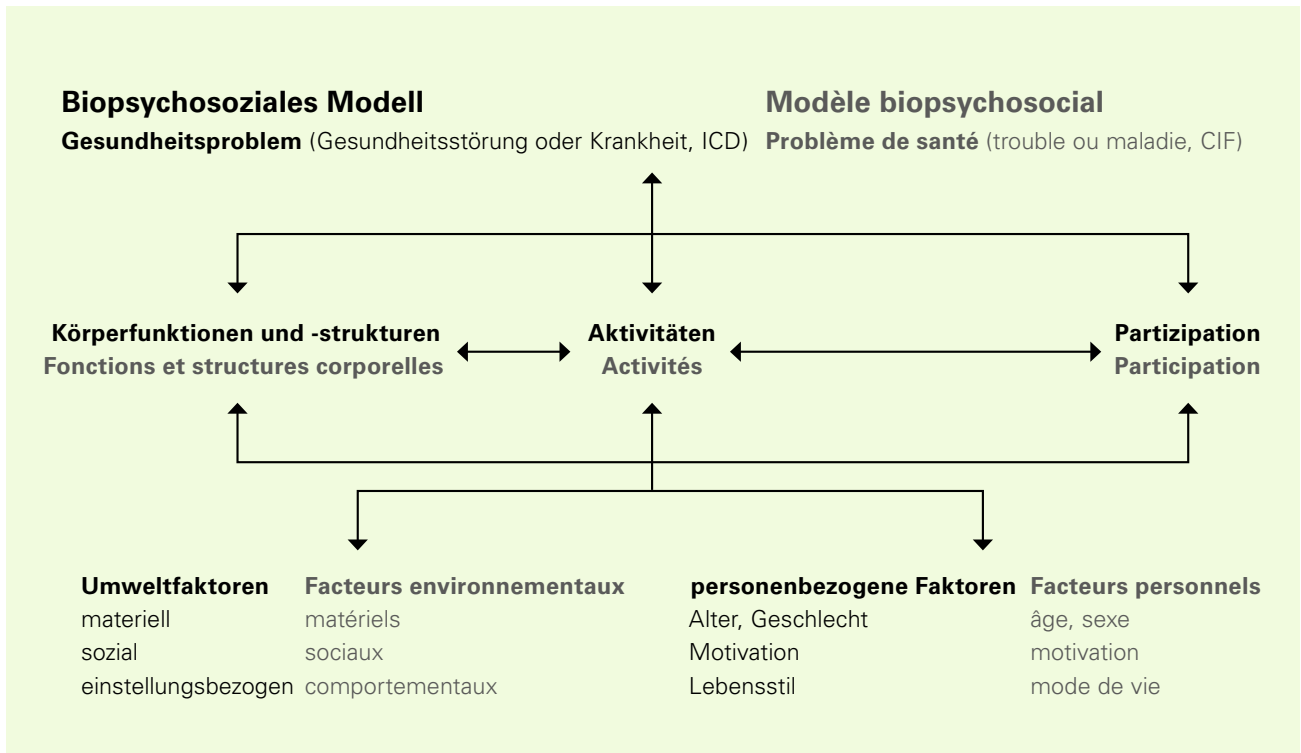 Biopsychosoziales Modell
Gesundheitsproblem (Gesundheitsstörung oder Krankheit, ICD)
Modèle biopsychosocial
Problème de santé (trouble ou maladie, CIF)
Körperfunktionen und -strukturen
Fonctions et structures corporelles
Aktivitäten
Activités
Partizipation
Participation
Umweltfaktoren
materiell
sozial
einstellungsbezogen
Facteurs environnementaux
matériels
sociaux
comportementaux
personenbezogene Faktoren
Alter, Geschlecht
Motivation
Lebensstil
Facteurs personnels
âge, sexe
motivation
mode de vie